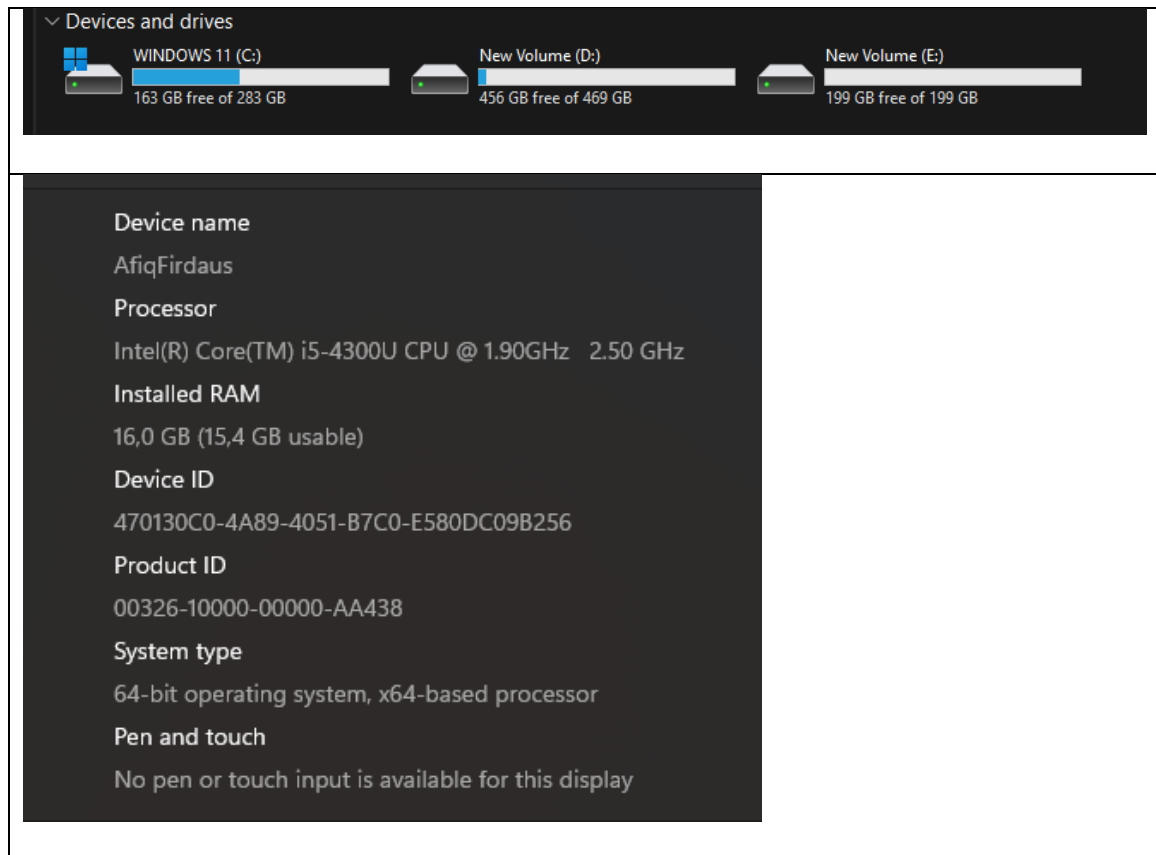 Devices and drives
WINDOWS 11 (C:)
163 GB free of 283 GB
New Volume (D:)
456 GB free of 469 GB
New Volume (E:)
199 GB free of 199 GB
Device name
AfiqFirdaus
Processor
Intel(R) Core(TM) i5-4300U CPU @ 1.90GHz 2.50 GHz
Installed RAM
16,0 GB (15,4 GB usable)
Device ID
470130C0-4A89-4051-B7C0-E580DC09B256
Product ID
00326-10000-00000-AA438
System type
64-bit operating system, x64-based processor
Pen and touch
No pen or touch input is available for this display